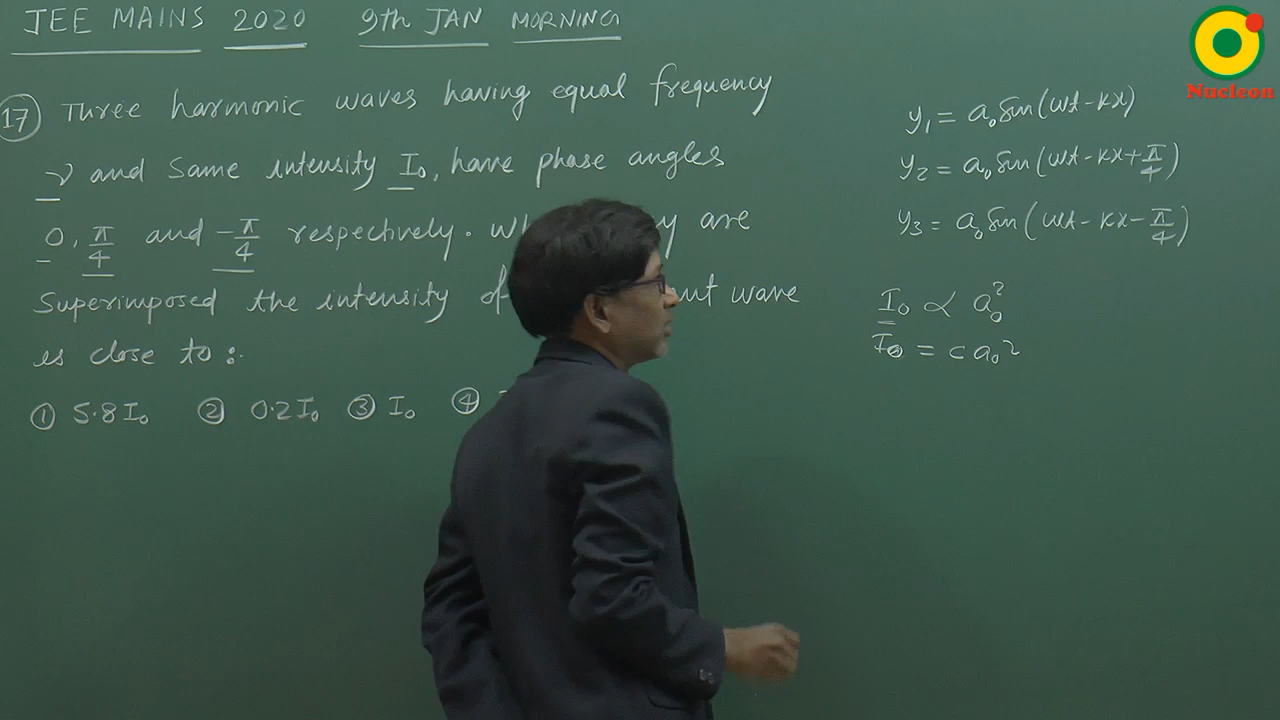 JEE MAINS 2020 9th JAN MORNING
Nucleon
17 Three harmonic waves having equal frequency
and same intensity I₀, have phase angles
0, π/4 and -π/4 respectively. are
Superimposed the intensity of wave
is close to :.
① 5.8 I₀ ② 0.2 I₀ ③ I₀ ④
y₁ = a₀ sin(ωt - kx)
y₂ = a₀ sin(ωt - kx + π/4)
y₃ = a₀ sin(ωt - kx - π/4)
I₀ ∝ a₀²
I₀ = c a₀²